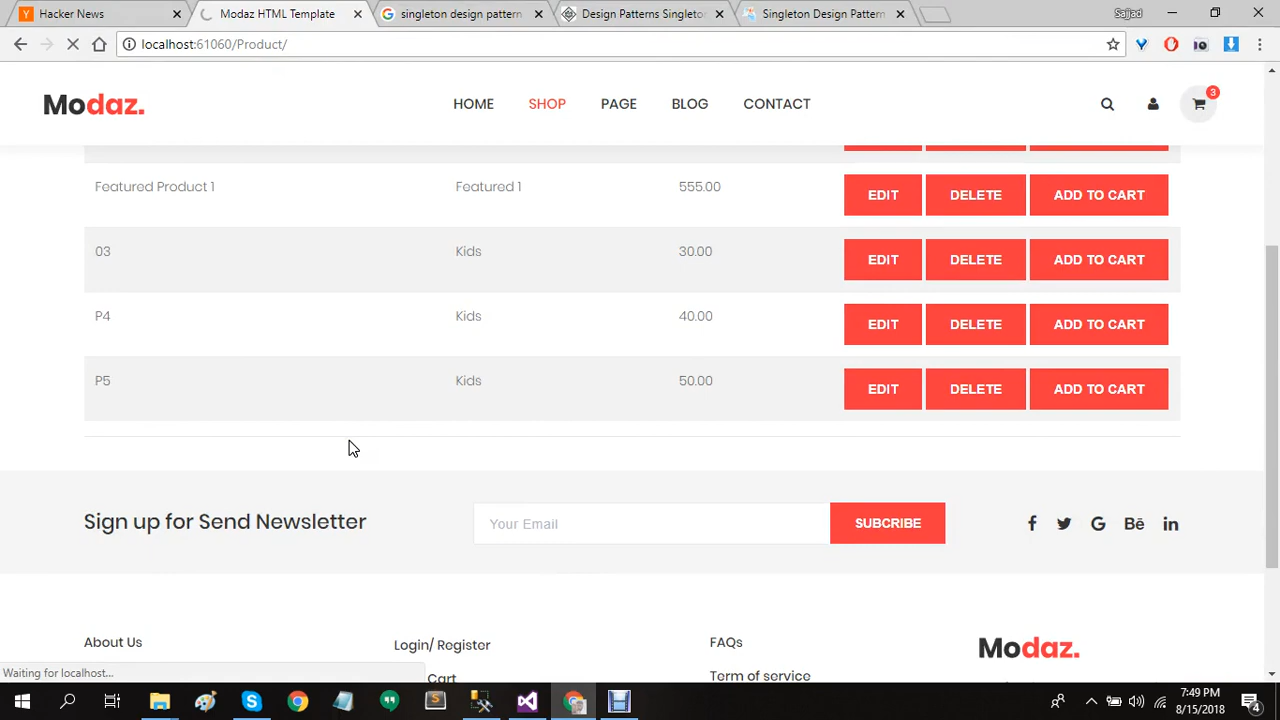 Hacker News
Modaz HTML Template
singleton design pattern
Design Patterns Singleto
Singleton Design Pattern
Sajjad
localhost:61060/Product/
Modaz.
HOME
SHOP
PAGE
BLOG
CONTACT
3
Featured Product 1
Featured 1
555.00
EDIT
DELETE
ADD TO CART
03
Kids
30.00
EDIT
DELETE
ADD TO CART
P4
Kids
40.00
EDIT
DELETE
ADD TO CART
P5
Kids
50.00
EDIT
DELETE
ADD TO CART
Sign up for Send Newsletter
Your Email
SUBCRIBE
About Us
Login/ Register
FAQs
Modaz.
Waiting for localhost...
Cart
Term of service
7:49 PM
8/15/2018
4